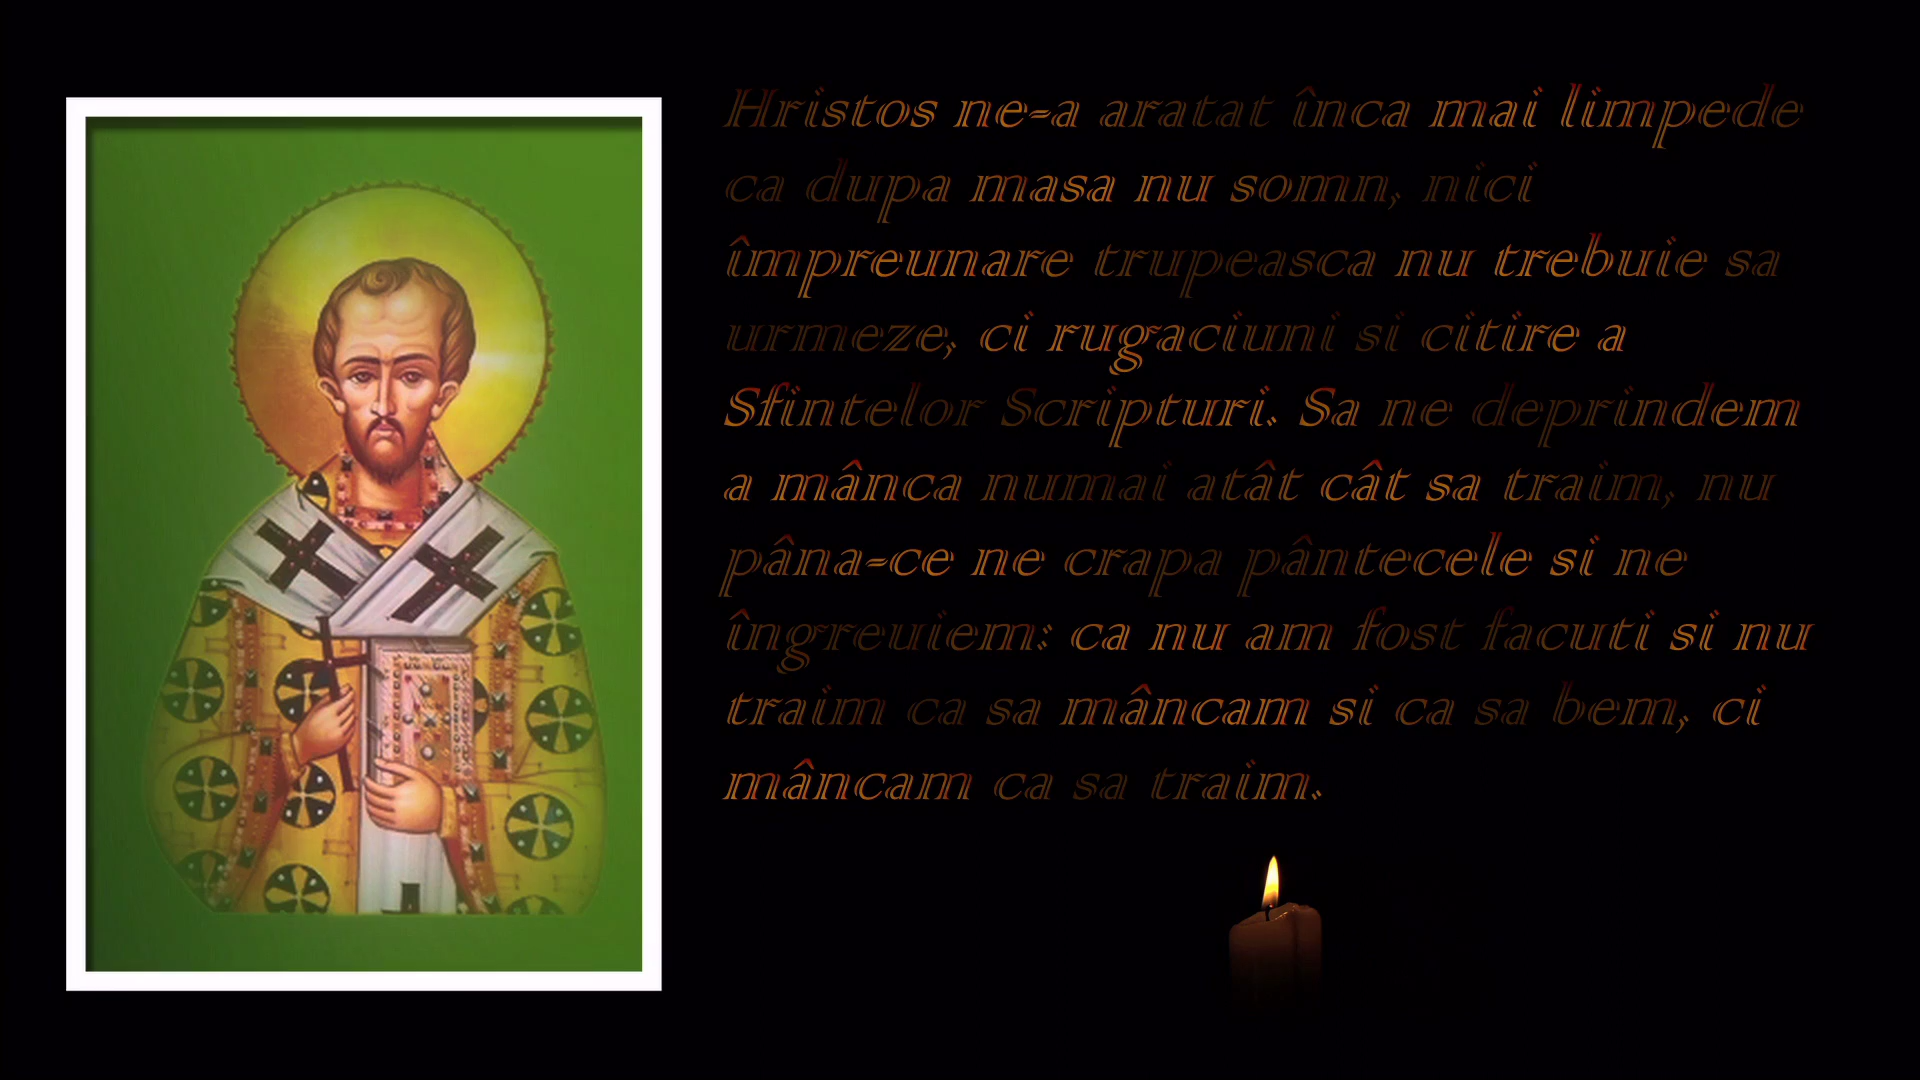 Hristos ne-a aratat înca mai limpede
ca dupa masa nu somn, nici
împreunare trupeasca nu trebuie sa
urmeze, ci rugaciuni si citire a
Sfintelor Scripturi. Sa ne deprindem
a mânca numai atât cât sa traim, nu
pâna-ce ne crapa pântecele si ne
îngreuiem: ca nu am fost facuti si nu
traim ca sa mâncam si ca sa bem, ci
mâncam ca sa traim.